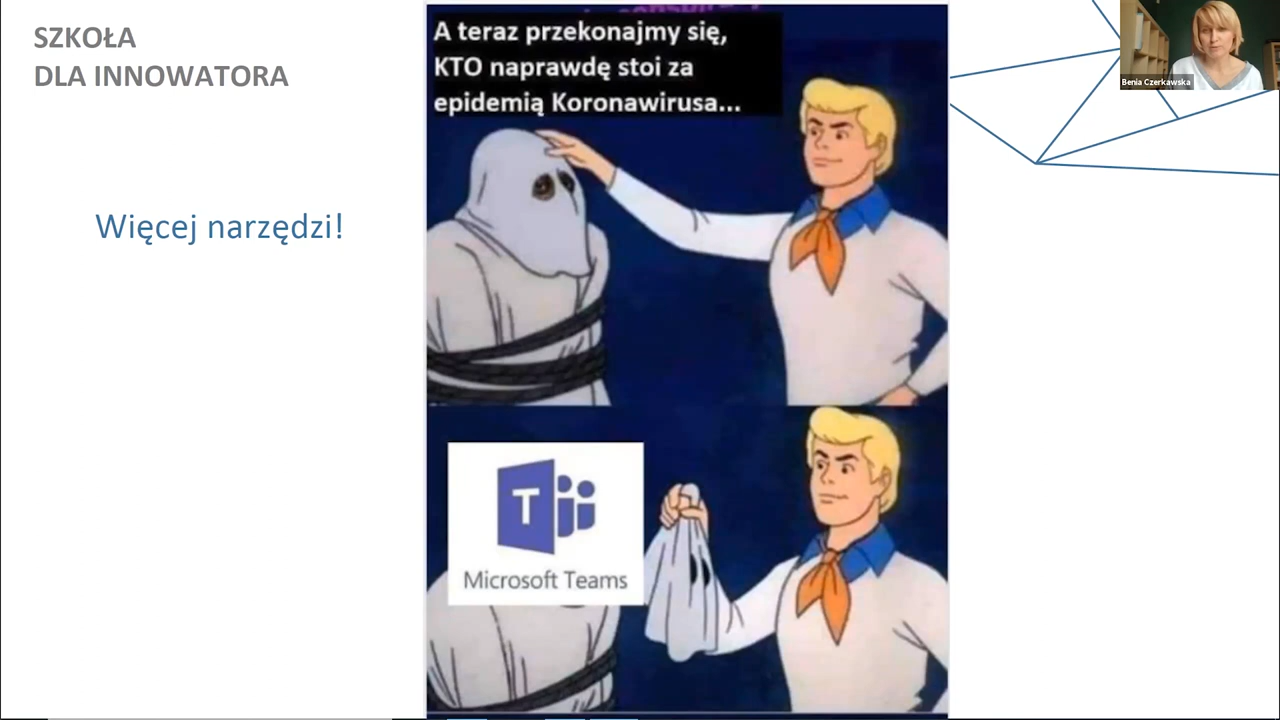 SZKOŁA
DLA INNOWATORA
Więcej narzędzi!
A teraz przekonajmy się,
KTO naprawdę stoi za
epidemią Koronawirusa...
T
Microsoft Teams
Benia Czerkawska